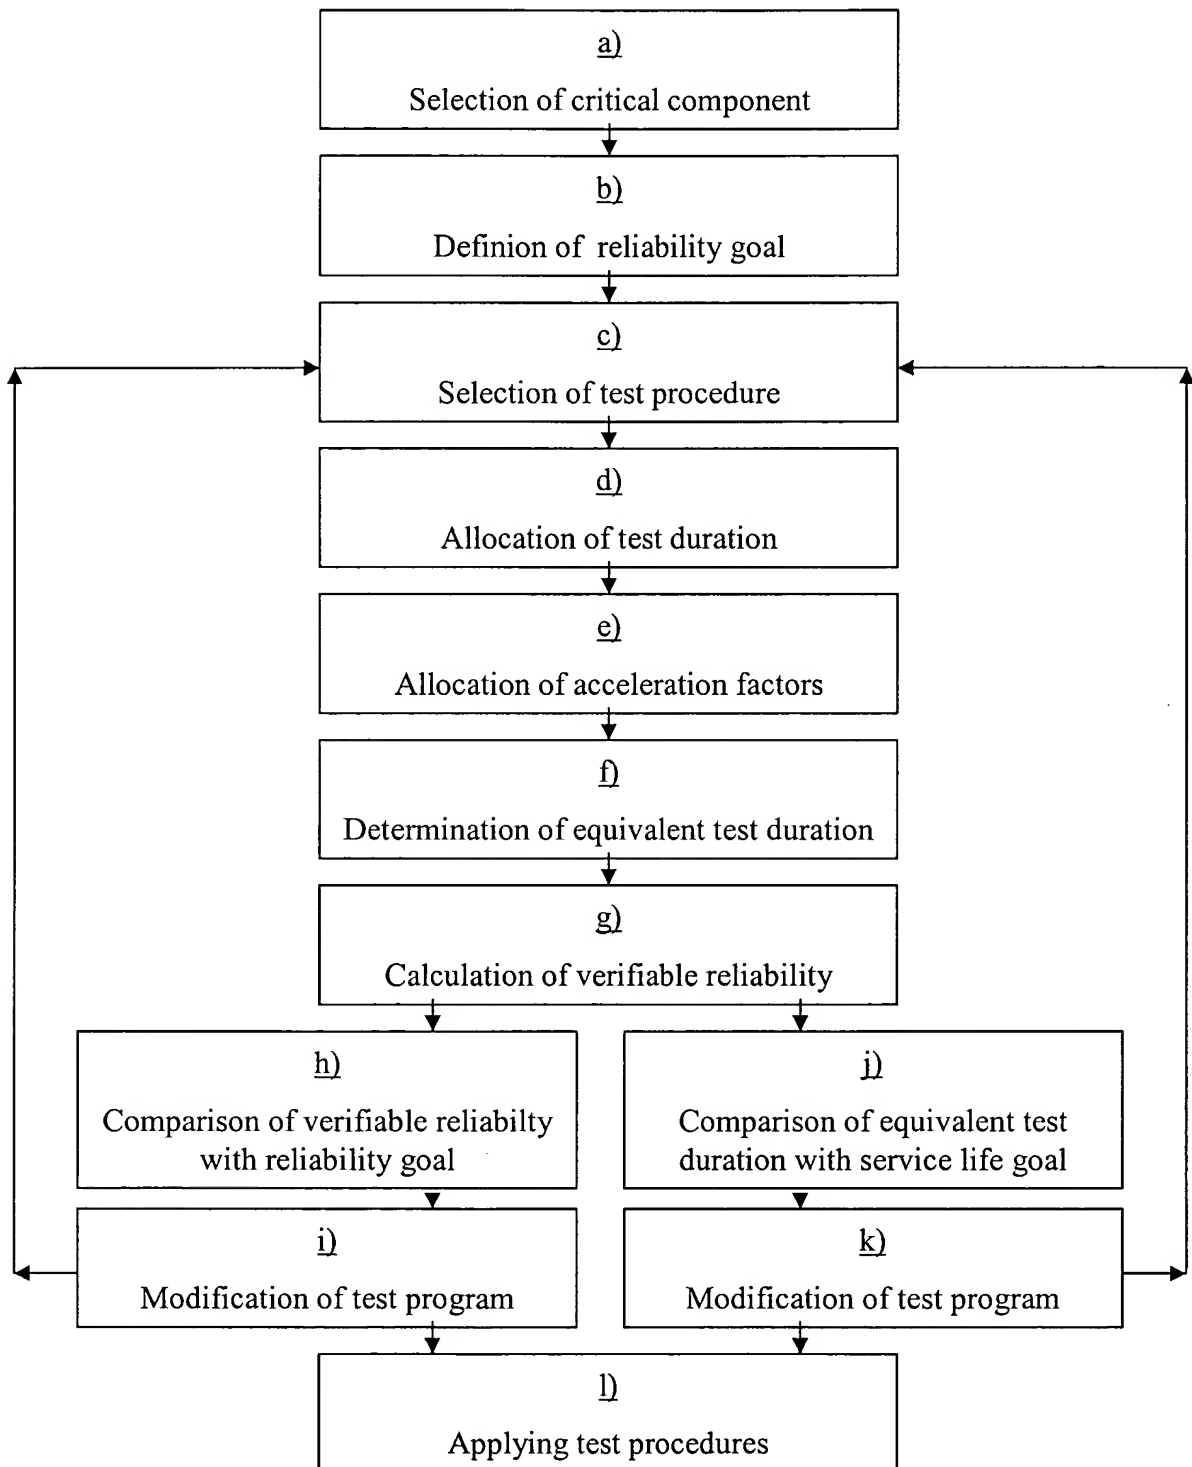 a)
Selection of critical component
b)
Definion of reliability goal
c)
Selection of test procedure
d)
Allocation of test duration
e)
Allocation of acceleration factors
f)
Determination of equivalent test duration
g)
Calculation of verifiable reliability
h)
Comparison of verifiable reliabilty
with reliability goal
j)
Comparison of equivalent test
duration with service life goal
i)
Modification of test program
k)
Modification of test program
l)
Applying test procedures